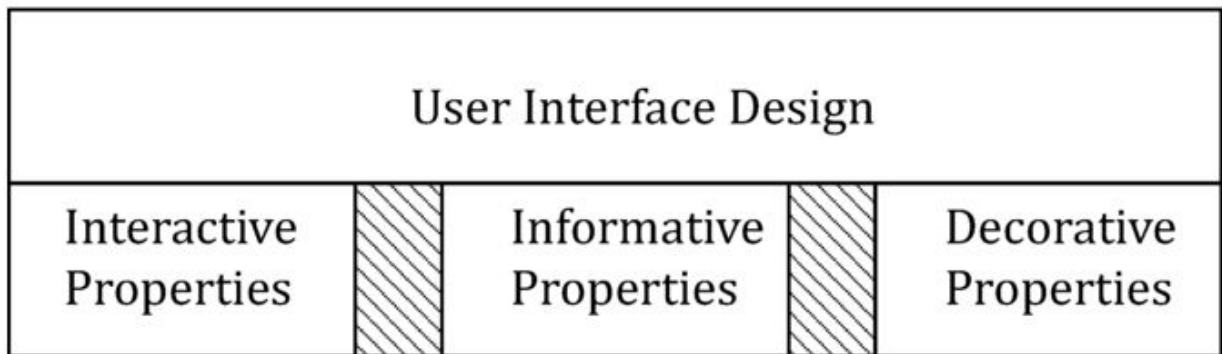 User Interface Design
Interactive
Properties
Informative
Properties
Decorative
Properties